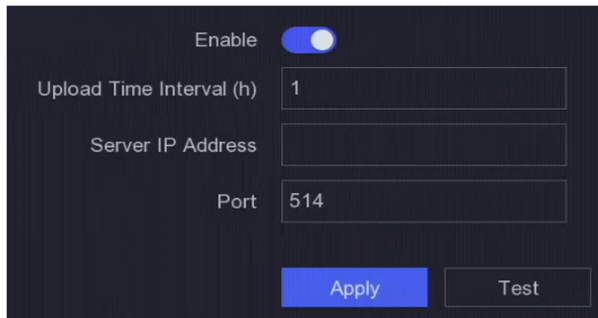 Enable
Upload Time Interval (h) 1
Server IP Address
Port 514
Apply Test